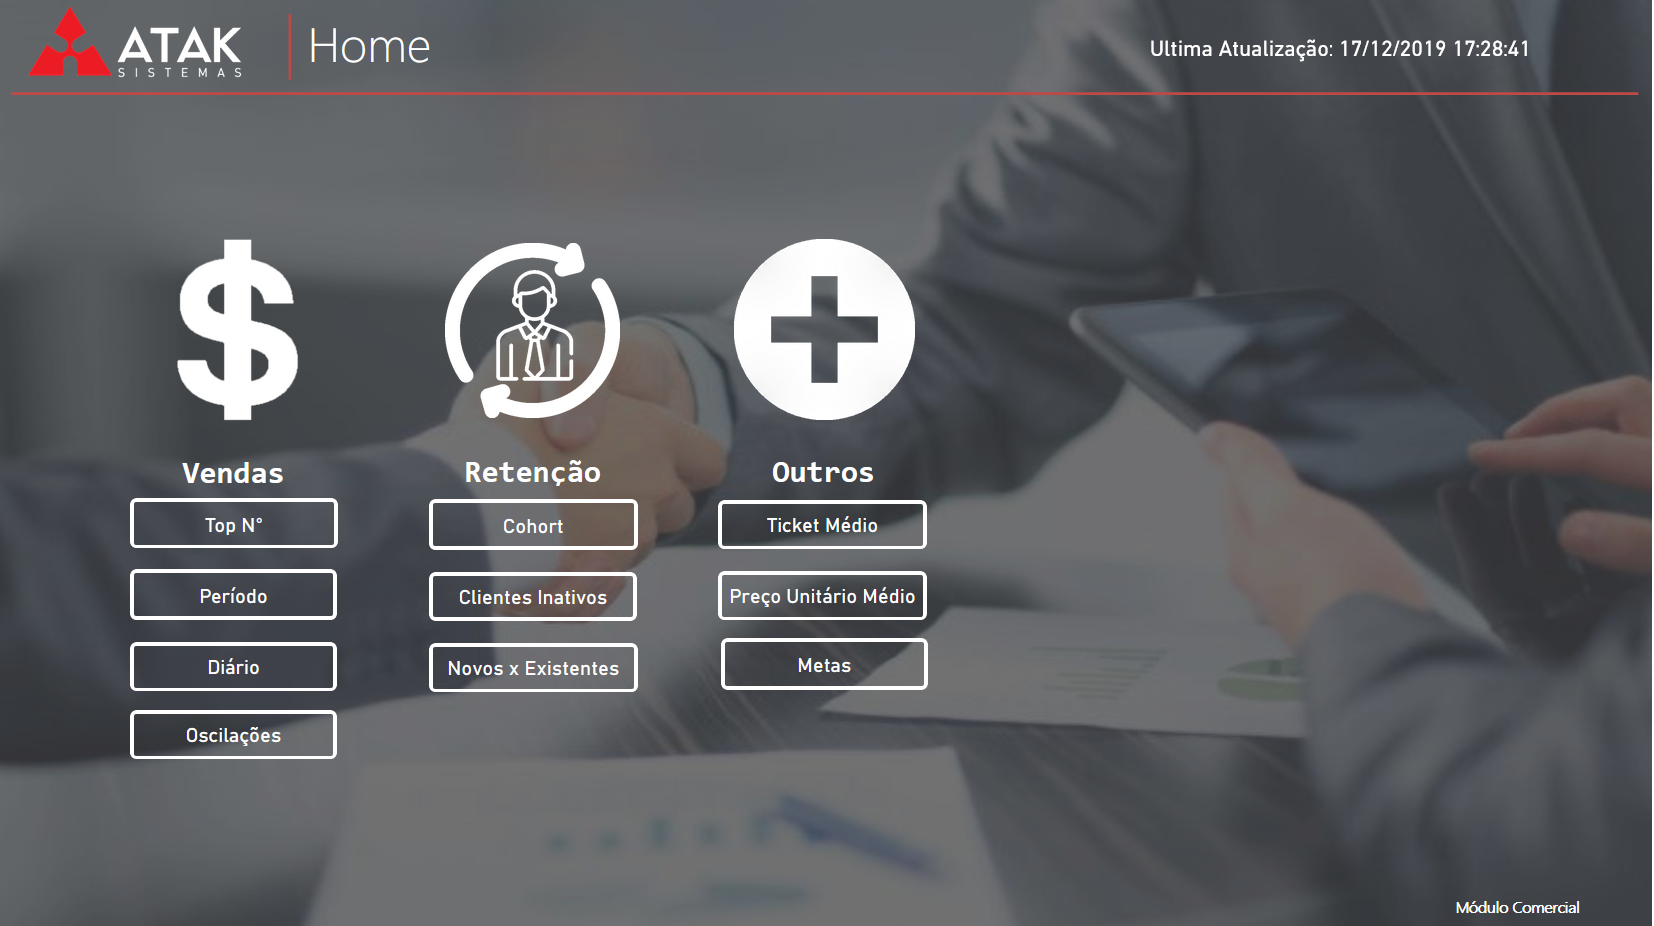 ATAK
SISTEMAS
Home
Ultima Atualização: 17/12/2019 17:28:41
Vendas
Top N°
Período
Diário
Oscilações
Retenção
Cohort
Clientes Inativos
Novos x Existentes
Outros
Ticket Médio
Preço Unitário Médio
Metas
Módulo Comercial